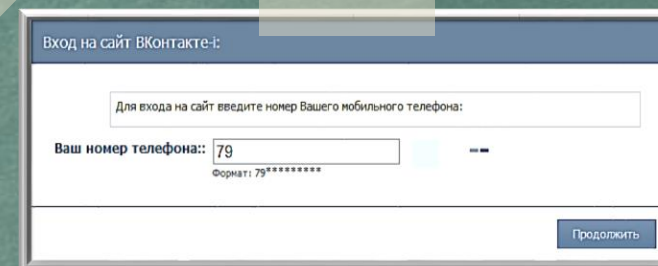 Вход на сайт ВКонтакте-i:
Для входа на сайт введите номер Вашего мобильного телефона:
Ваш номер телефона:: 79
Формат: 79*********
Продолжить